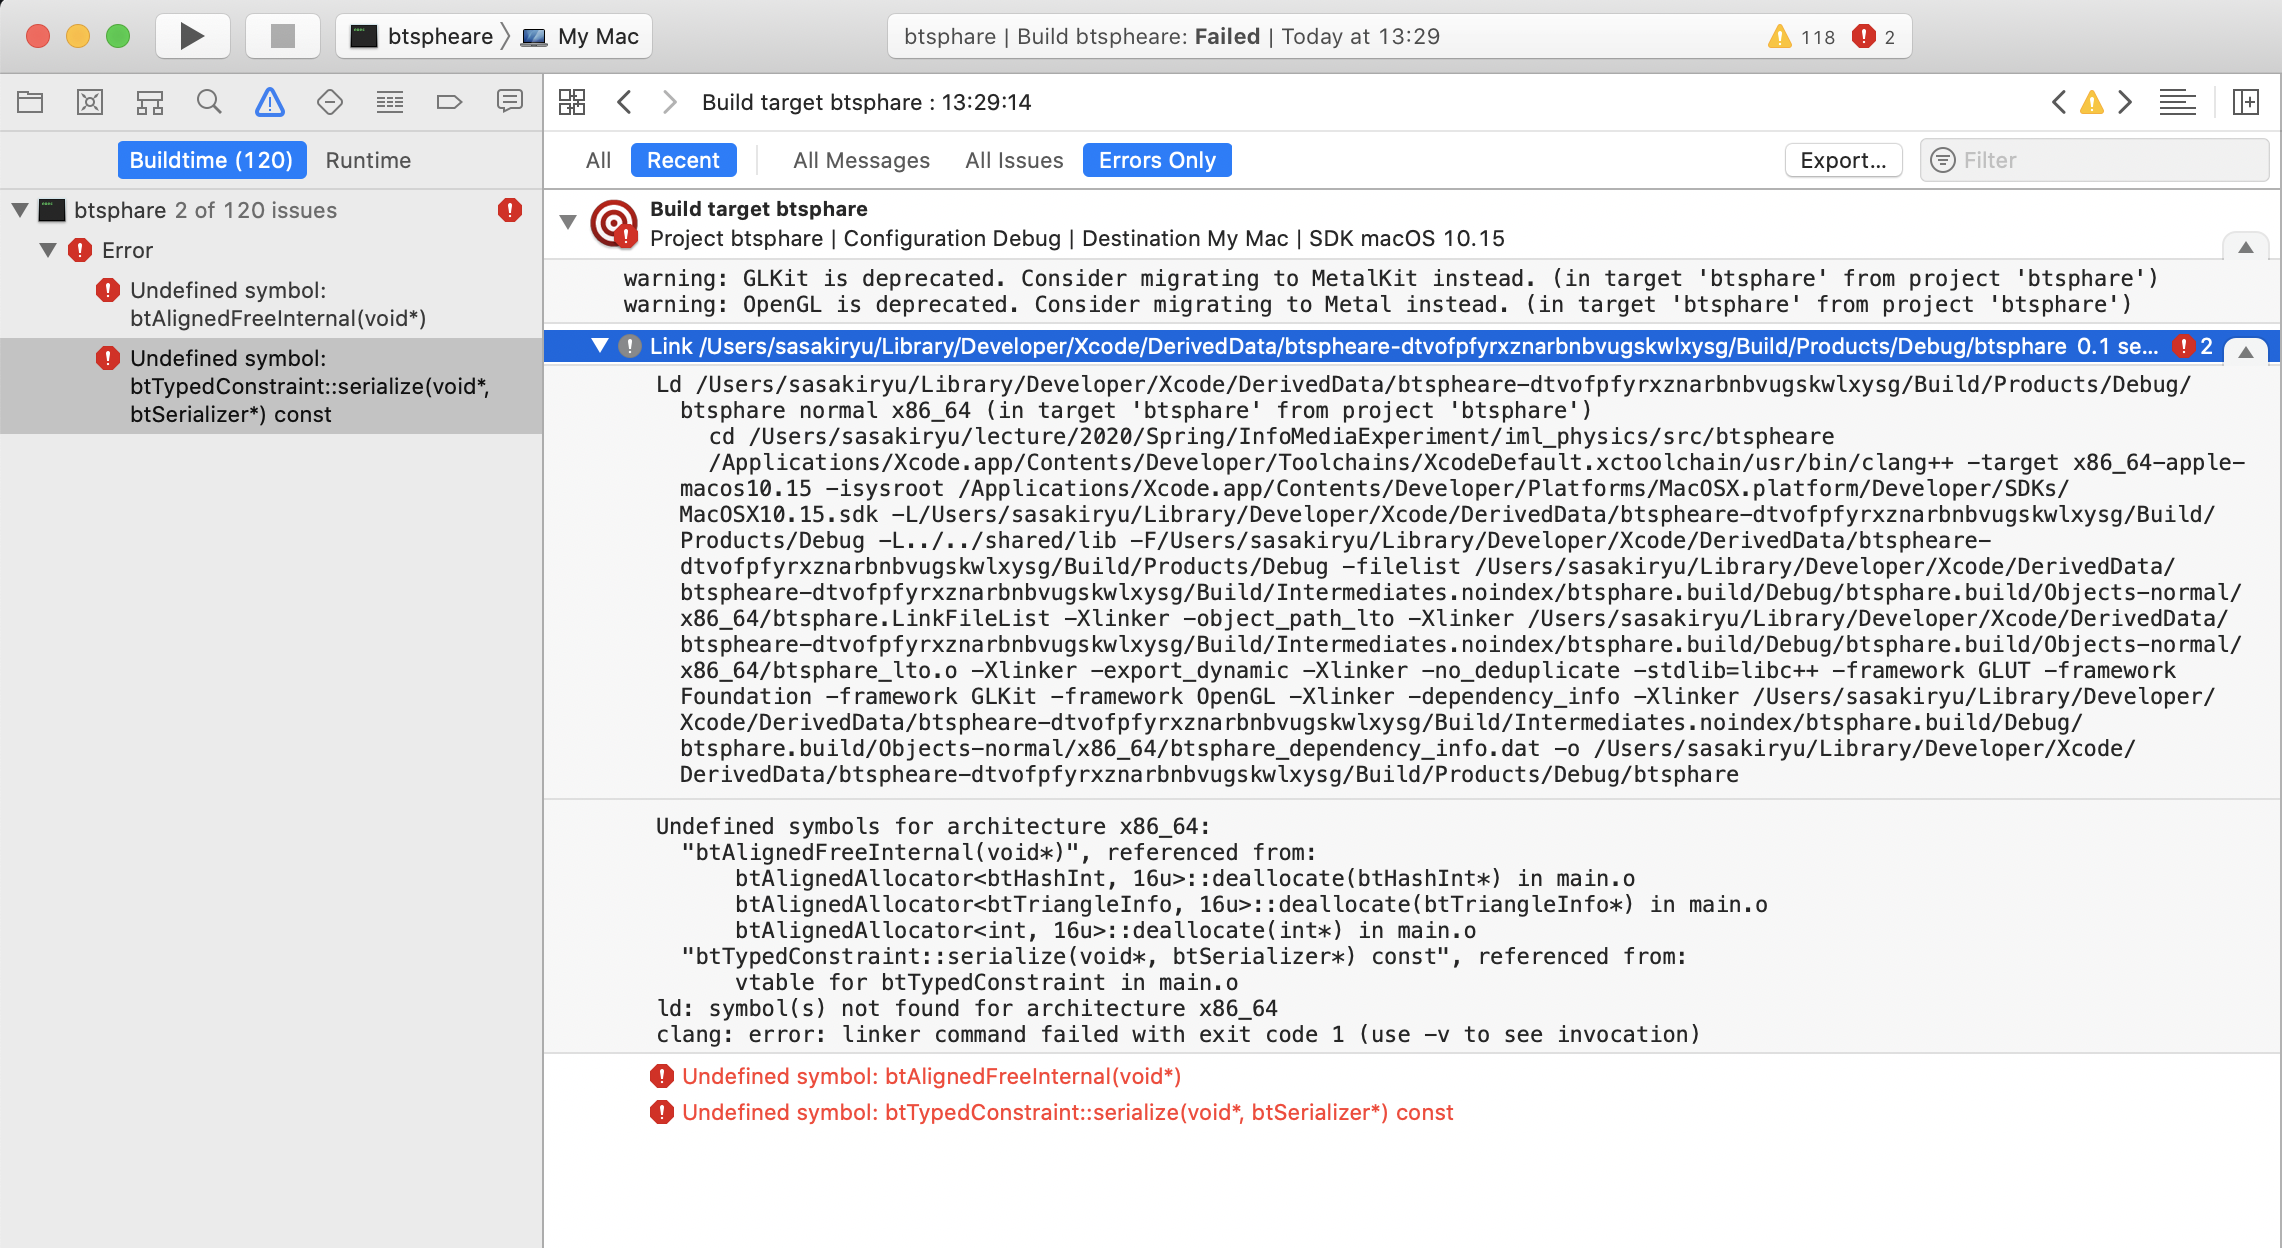 btspheare
My Mac
btsphare | Build btspheare: Failed | Today at 13:29
118
2
Build target btsphare : 13:29:14
Buildtime (120)
Runtime
All
Recent
All Messages
All Issues
Errors Only
Export...
Filter
btsphare 2 of 120 issues
Error
Undefined symbol:
btAlignedFreeInternal(void*)
Undefined symbol:
btTypedConstraint::serialize(void*,
btSerializer*) const
Build target btsphare
Project btsphare | Configuration Debug | Destination My Mac | SDK macOS 10.15
warning: GLKit is deprecated. Consider migrating to MetalKit instead. (in target 'btsphare' from project 'btsphare')
warning: OpenGL is deprecated. Consider migrating to Metal instead. (in target 'btsphare' from project 'btsphare')
Link /Users/sasakiryu/Library/Developer/Xcode/DerivedData/btspheare-dtvofpfyrxznarbnbvugskwlxysg/Build/Products/Debug/btsphare 0.1 se... 2
Ld /Users/sasakiryu/Library/Developer/Xcode/DerivedData/btspheare-dtvofpfyrxznarbnbvugskwlxysg/Build/Products/Debug/
btsphare normal x86_64 (in target 'btsphare' from project 'btsphare')
cd /Users/sasakiryu/lecture/2020/Spring/InfoMediaExperiment/iml_physics/src/btspheare
/Applications/Xcode.app/Contents/Developer/Toolchains/XcodeDefault.xctoolchain/usr/bin/clang++ -target x86_64-apple-
macos10.15 -isysroot /Applications/Xcode.app/Contents/Developer/Platforms/MacOSX.platform/Developer/SDKs/
MacOSX10.15.sdk -L/Users/sasakiryu/Library/Developer/Xcode/DerivedData/btspheare-dtvofpfyrxznarbnbvugskwlxysg/Build/
Products/Debug -L../../shared/lib -F/Users/sasakiryu/Library/Developer/Xcode/DerivedData/btspheare-
dtvofpfyrxznarbnbvugskwlxysg/Build/Products/Debug -filelist /Users/sasakiryu/Library/Developer/Xcode/DerivedData/
btspheare-dtvofpfyrxznarbnbvugskwlxysg/Build/Intermediates.noindex/btsphare.build/Debug/btsphare.build/Objects-normal/
x86_64/btsphare.LinkFileList -Xlinker -object_path_lto -Xlinker /Users/sasakiryu/Library/Developer/Xcode/DerivedData/
btspheare-dtvofpfyrxznarbnbvugskwlxysg/Build/Intermediates.noindex/btsphare.build/Debug/btsphare.build/Objects-normal/
x86_64/btsphare_lto.o -Xlinker -export_dynamic -Xlinker -no_deduplicate -stdlib=libc++ -framework GLUT -framework
Foundation -framework GLKit -framework OpenGL -Xlinker -dependency_info -Xlinker /Users/sasakiryu/Library/Developer/
Xcode/DerivedData/btspheare-dtvofpfyrxznarbnbvugskwlxysg/Build/Intermediates.noindex/btsphare.build/Debug/
btsphare.build/Objects-normal/x86_64/btsphare_dependency_info.dat -o /Users/sasakiryu/Library/Developer/Xcode/
DerivedData/btspheare-dtvofpfyrxznarbnbvugskwlxysg/Build/Products/Debug/btsphare
Undefined symbols for architecture x86_64:
"btAlignedFreeInternal(void*)", referenced from:
btAlignedAllocator<btHashInt, 16u>::deallocate(btHashInt*) in main.o
btAlignedAllocator<btTriangleInfo, 16u>::deallocate(btTriangleInfo*) in main.o
btAlignedAllocator<int, 16u>::deallocate(int*) in main.o
"btTypedConstraint::serialize(void*, btSerializer*) const", referenced from:
vtable for btTypedConstraint in main.o
ld: symbol(s) not found for architecture x86_64
clang: error: linker command failed with exit code 1 (use -v to see invocation)
Undefined symbol: btAlignedFreeInternal(void*)
Undefined symbol: btTypedConstraint::serialize(void*, btSerializer*) const